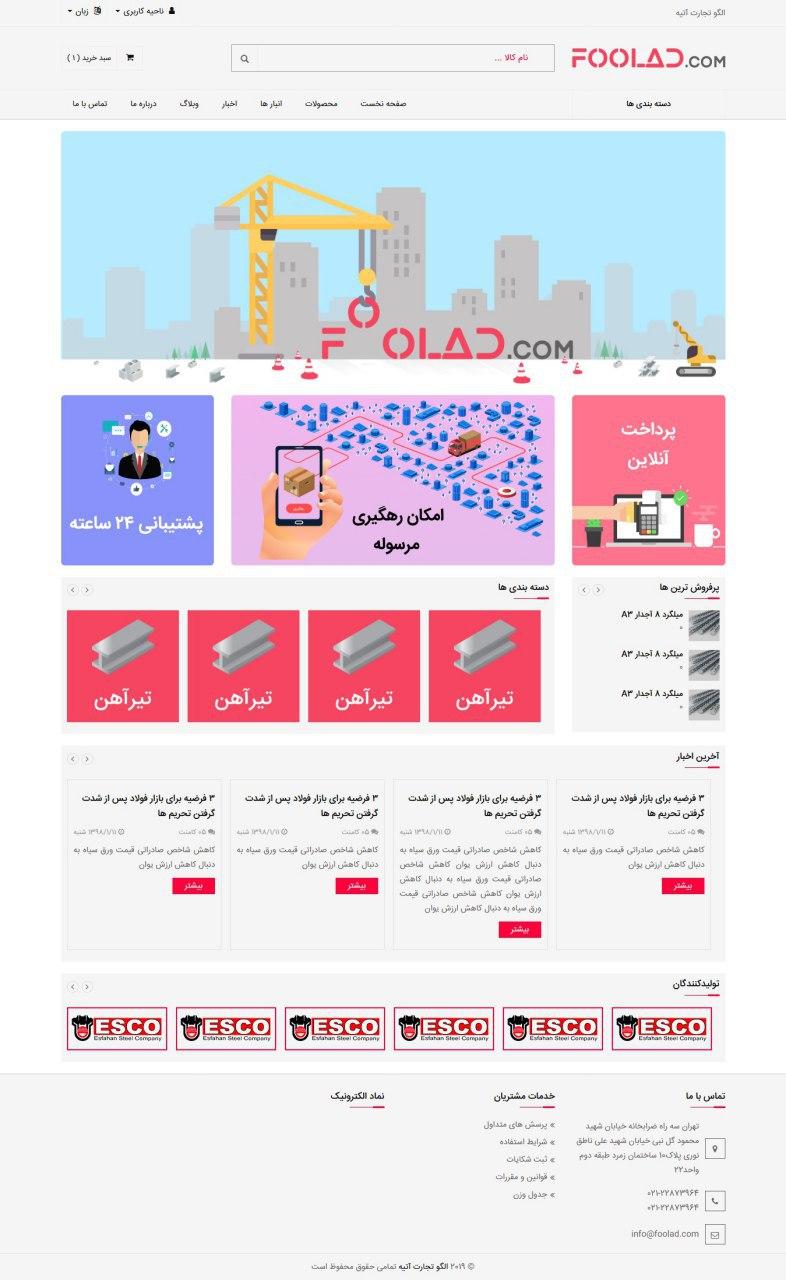 الگو تجارت آتیه
ناحیه کاربری
زبان
FOOLAD.COM
نام کالا ...
سبد خرید ( ۱ )
دسته بندی ها
صفحه نخست
محصولات
انبار ها
اخبار
وبلاگ
درباره ما
تماس با ما
FOOLAD.COM
پرداخت
آنلاین
امکان رهگیری
مرسوله
پشتیبانی ۲۴ ساعته
پرفروش ترین ها
میلگرد ۸ آجدار A۳
۰
میلگرد ۸ آجدار A۳
۰
میلگرد ۸ آجدار A۳
۰
دسته بندی ها
تیرآهن
تیرآهن
تیرآهن
تیرآهن
آخرین اخبار
۳ فرضیه برای بازار فولاد پس از شدت
گرفتن تحریم ها
۰۵ کامنت
۱۳۹۸/۱/۱۱ شنبه
کاهش شاخص صادراتی قیمت ورق سیاه به
دنبال کاهش ارزش یوان
بیشتر
۳ فرضیه برای بازار فولاد پس از شدت
گرفتن تحریم ها
۰۵ کامنت
۱۳۹۸/۱/۱۱ شنبه
کاهش شاخص صادراتی قیمت ورق سیاه به
دنبال کاهش ارزش یوان کاهش شاخص
صادراتی قیمت ورق سیاه به دنبال کاهش
ارزش یوان کاهش شاخص صادراتی قیمت
ورق سیاه به دنبال کاهش ارزش یوان
بیشتر
۳ فرضیه برای بازار فولاد پس از شدت
گرفتن تحریم ها
۰۵ کامنت
۱۳۹۸/۱/۱۱ شنبه
کاهش شاخص صادراتی قیمت ورق سیاه به
دنبال کاهش ارزش یوان
بیشتر
۳ فرضیه برای بازار فولاد پس از شدت
گرفتن تحریم ها
۰۵ کامنت
۱۳۹۸/۱/۱۱ شنبه
کاهش شاخص صادراتی قیمت ورق سیاه به
دنبال کاهش ارزش یوان
بیشتر
تولیدکنندگان
ESCO
Esfahan Steel Company
ESCO
Esfahan Steel Company
ESCO
Esfahan Steel Company
ESCO
Esfahan Steel Company
ESCO
Esfahan Steel Company
ESCO
Esfahan Steel Company
تماس با ما
تهران سه راه ضرابخانه خیابان شهید
محمود گل نبی خیابان شهید علی ناطق
نوری پلاک۱۰ ساختمان زمرد طبقه دوم
واحد۲۲
۰۲۱-۲۲۸۷۳۹۶۴
۰۲۱-۲۲۸۷۳۹۶۴
info@foolad.com
خدمات مشتریان
» پرسش های متداول
» شرایط استفاده
» ثبت شکایات
» قوانین و مقررات
» جدول وزن
نماد الکترونیک
© ۲۰۱۹ الگو تجارت آتیه تمامی حقوق محفوظ است